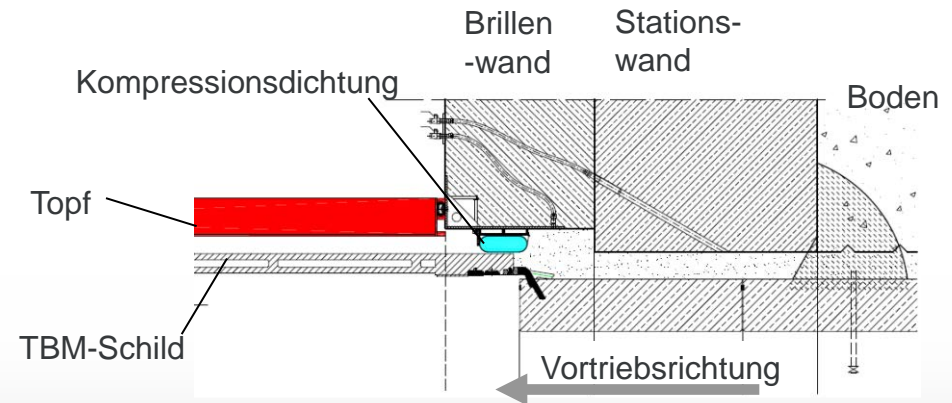 Brillen
-wand
Stations-
wand
Kompressionsdichtung
Boden
Topf
TBM-Schild
Vortriebsrichtung